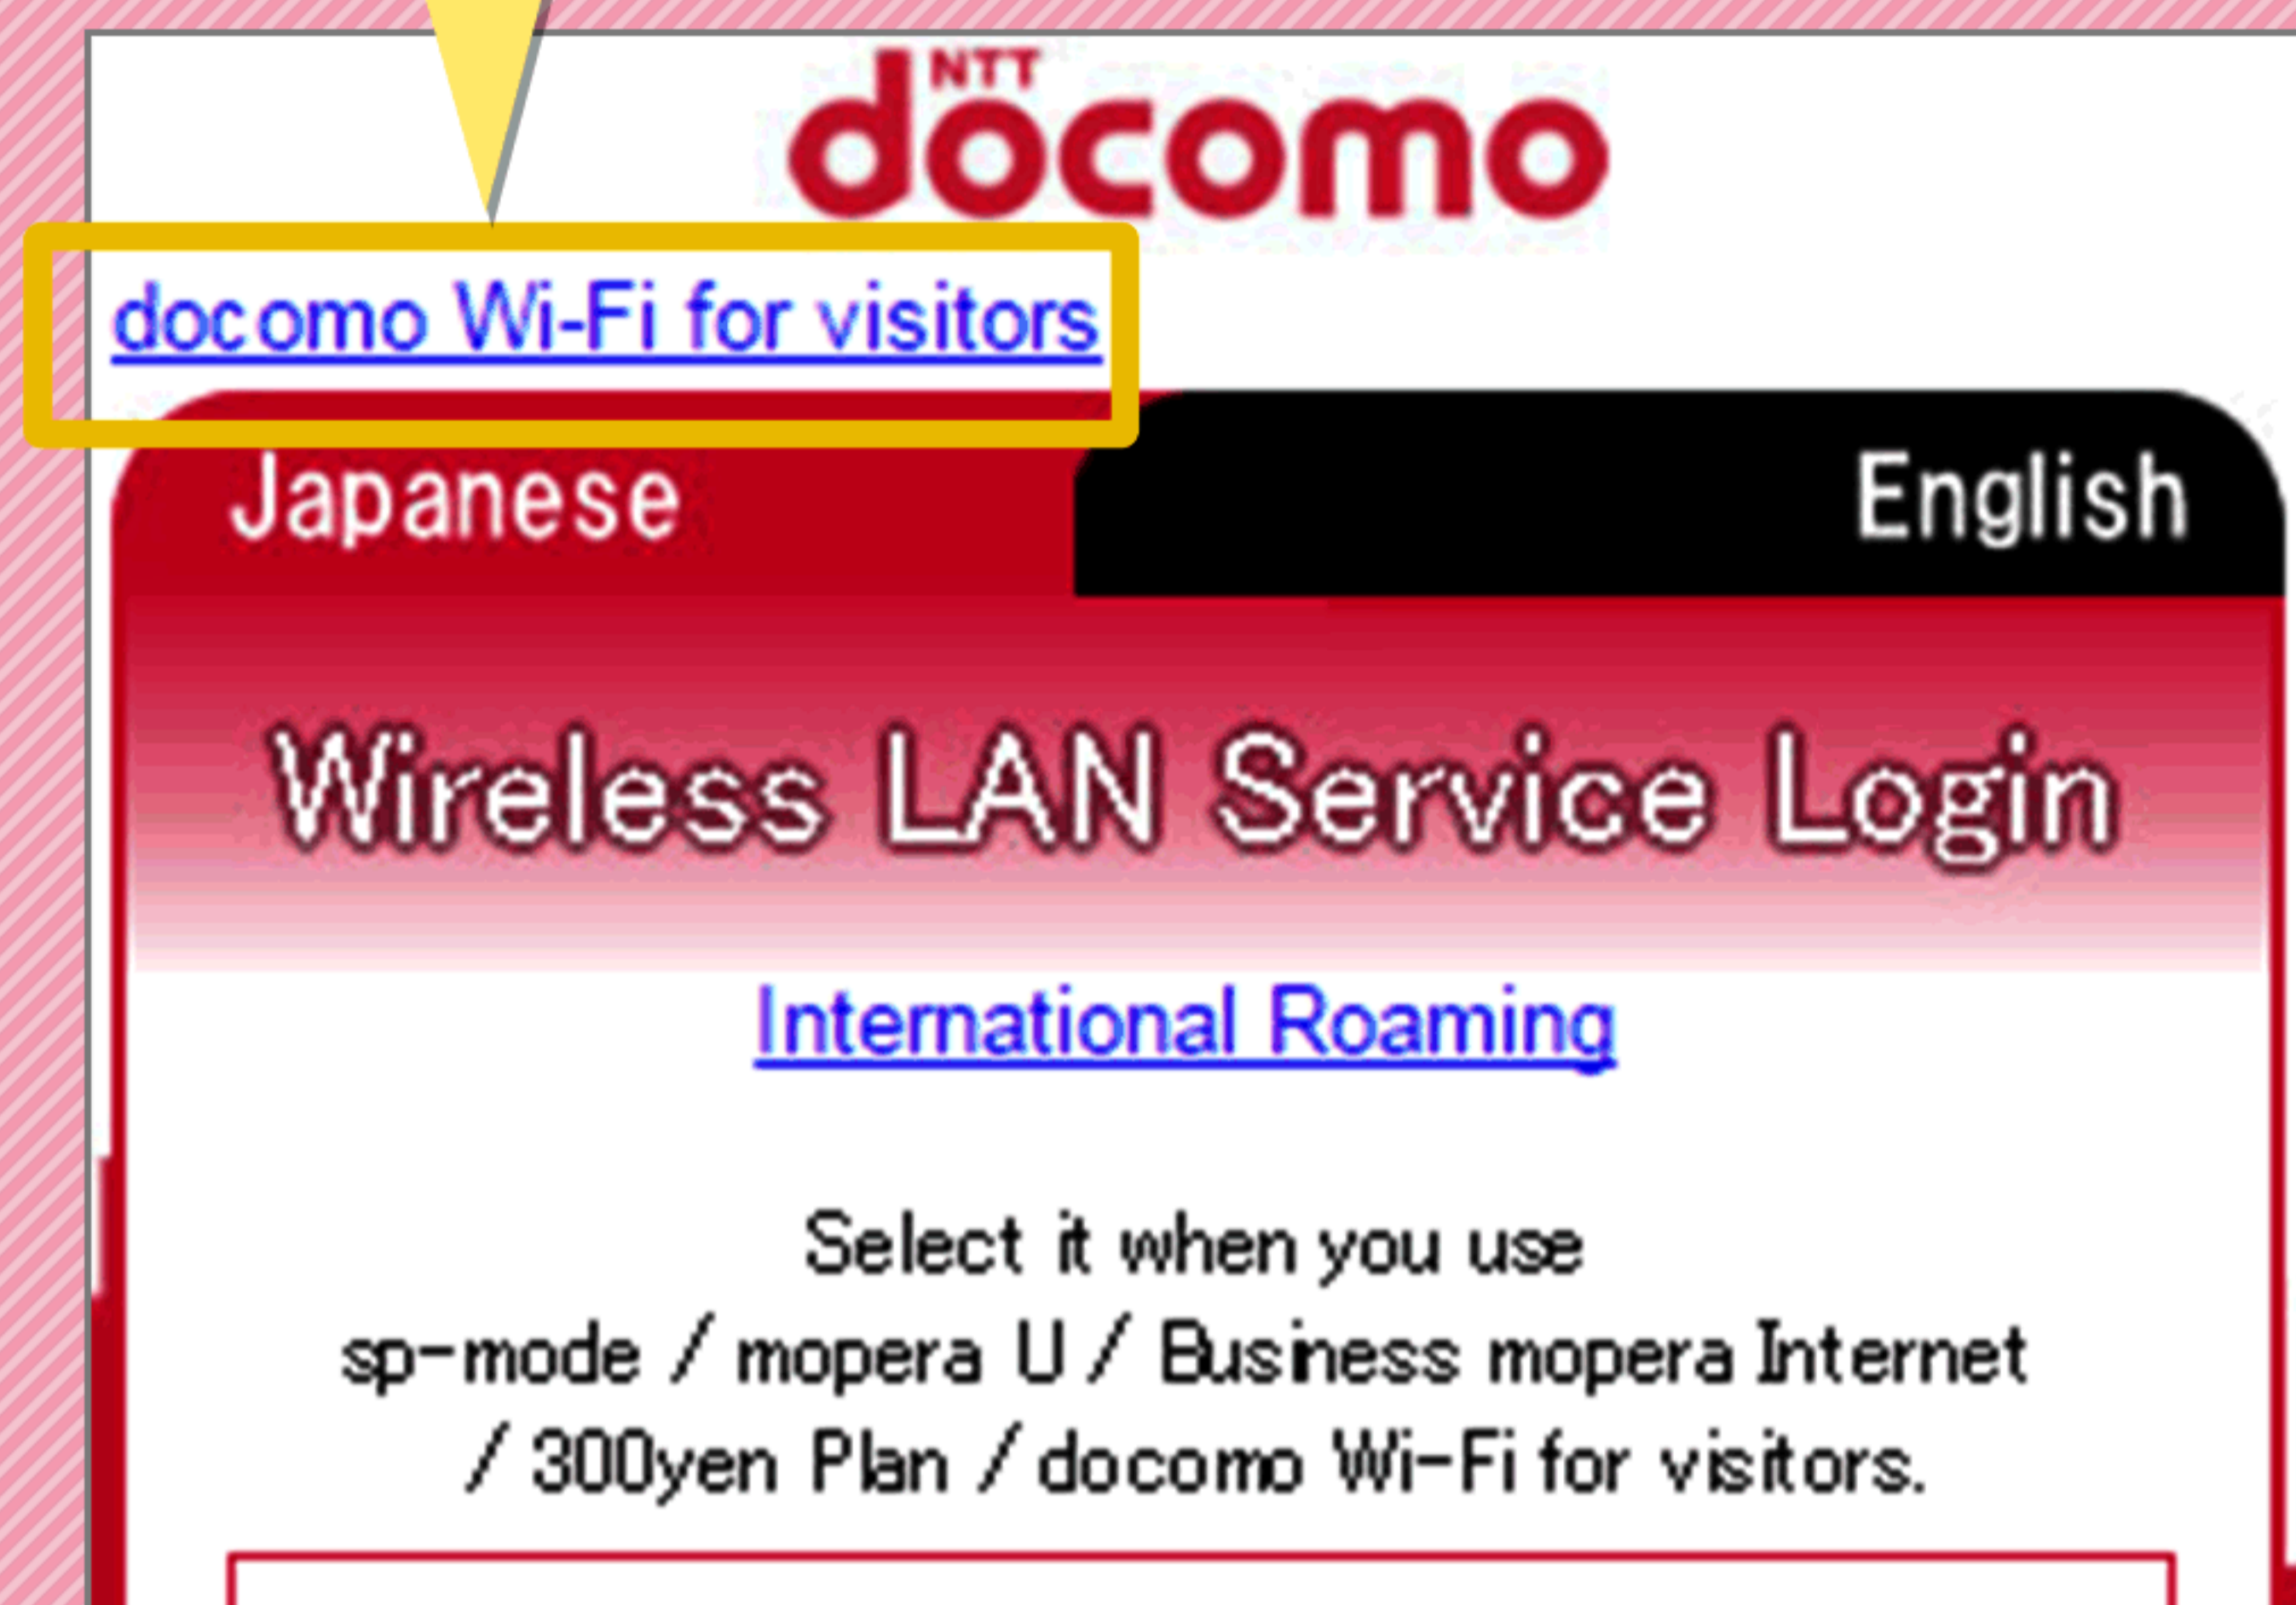 NTT
docomo
docomo Wi-Fi for visitors
Japanese
English
Wireless LAN Service Login
International Roaming
Select it when you use
sp-mode / mopera U / Business mopera Internet
/ 300yen Plan / docomo Wi-Fi for visitors.